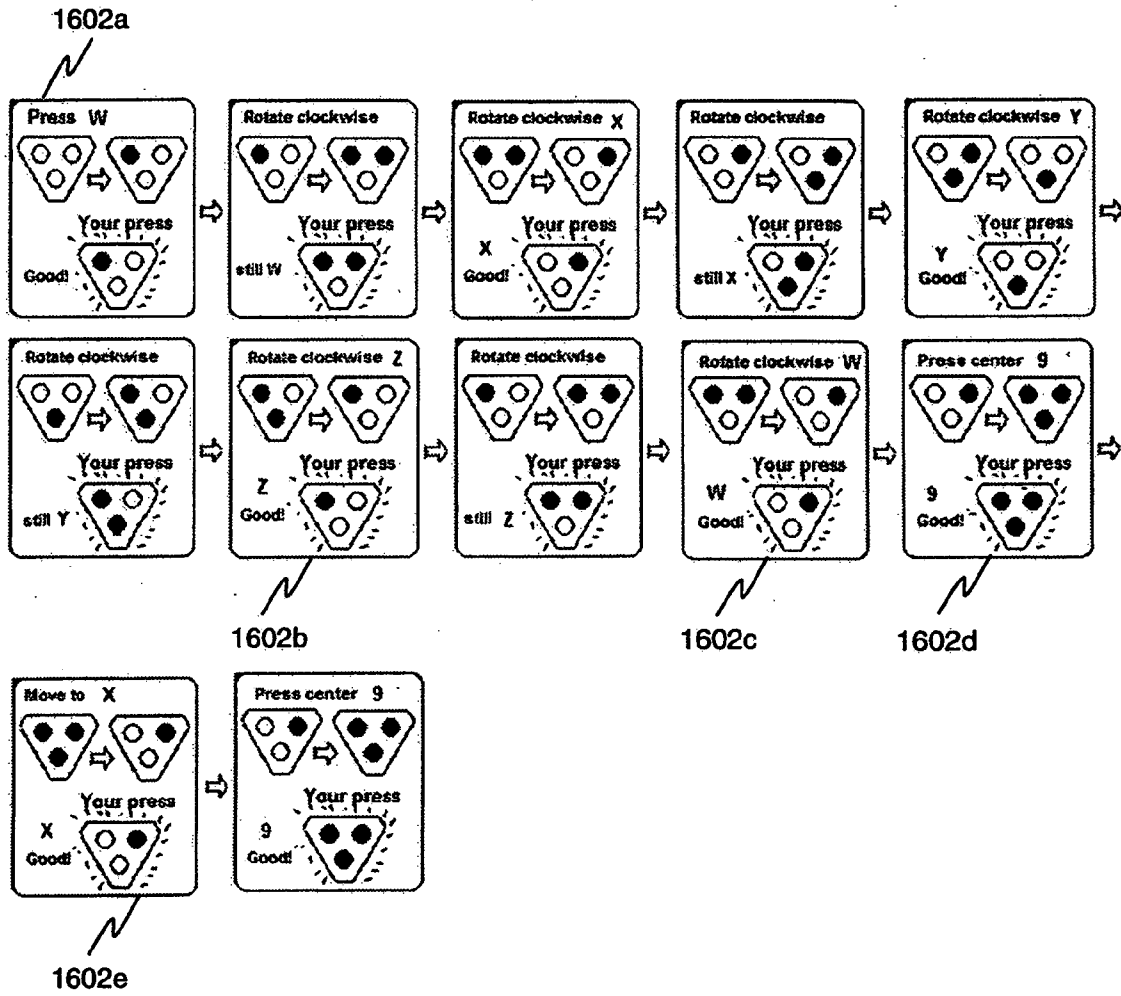 1602a
Press W
Your press
Good!
Rotate clockwise
Your press
still W
Rotate clockwise X
Your press
X
Good!
Rotate clockwise
Your press
still X
Rotate clockwise Y
Your press
Y
Good!
Rotate clockwise
Your press
still Y
Rotate clockwise Z
Your press
Z
Good!
Rotate clockwise
Your press
still Z
Rotate clockwise W
Your press
W
Good!
Press center 9
Your press
9
Good!
1602b
1602c
1602d
Move to X
Your press
X
Good!
Press center 9
Your press
9
Good!
1602e